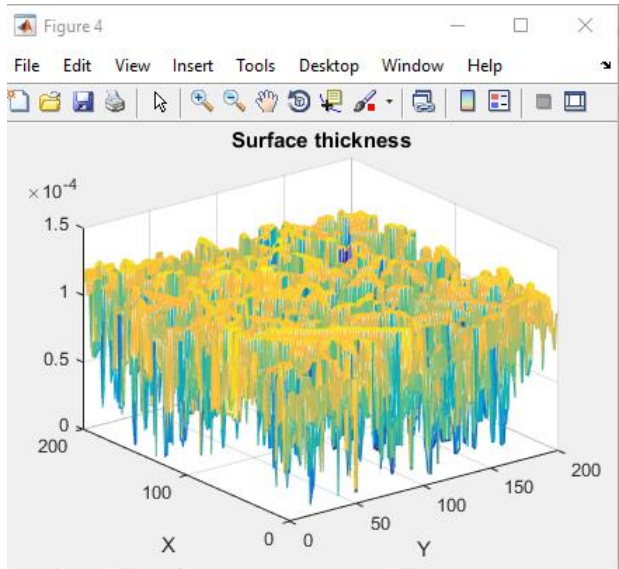 Figure 4
File Edit View Insert Tools Desktop Window Help
Surface thickness
×10-4
1.5
1
0.5
0
200
100
0
X
0
50
100
150
200
Y